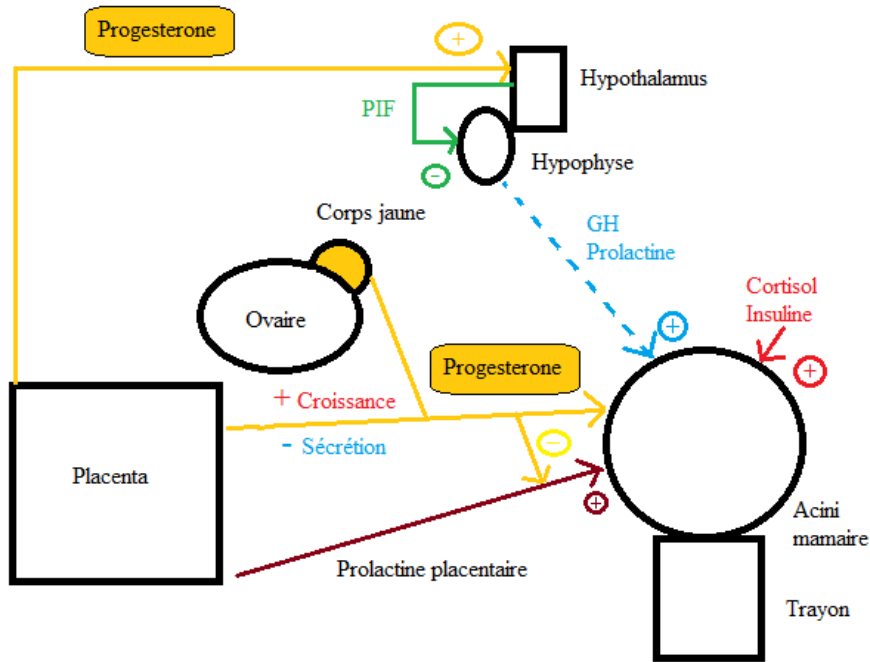 Progesterone
+
Hypothalamus
PIF
-
Hypophyse
Corps jaune
GH
Prolactine
Cortisol
Insuline
Ovaire
+
+
Progesterone
+ Croissance
- Sécrétion
-
Placenta
+
Acini
mamaire
Prolactine placentaire
Trayon